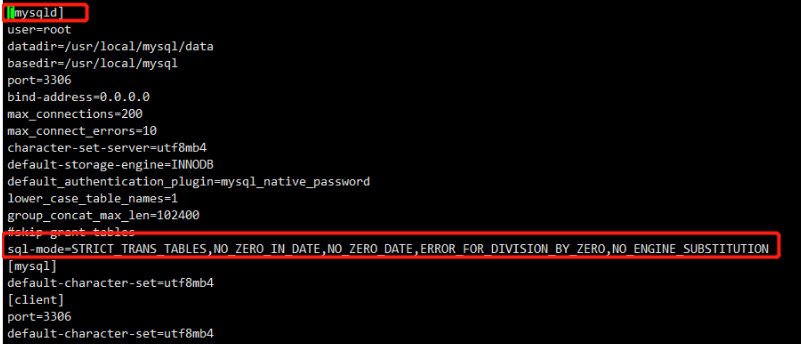 [mysqld]
user=root
datadir=/usr/local/mysql/data
basedir=/usr/local/mysql
port=3306
bind-address=0.0.0.0
max_connections=200
max_connect_errors=10
character-set-server=utf8mb4
default-storage-engine=INNODB
default_authentication_plugin=mysql_native_password
lower_case_table_names=1
group_concat_max_len=102400
#skip-grant-tables
sql-mode=STRICT_TRANS_TABLES,NO_ZERO_IN_DATE,NO_ZERO_DATE,ERROR_FOR_DIVISION_BY_ZERO,NO_ENGINE_SUBSTITUTION
[mysql]
default-character-set=utf8mb4
[client]
port=3306
default-character-set=utf8mb4